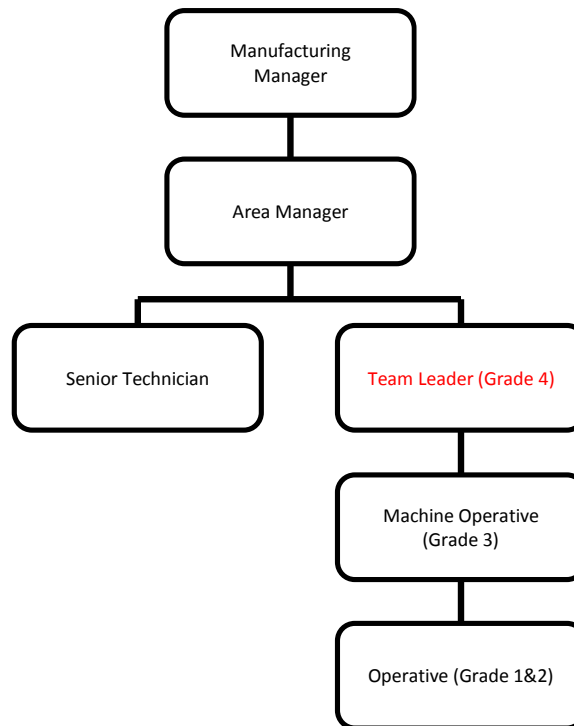 Manufacturing
Manager
Area Manager
Senior Technician
Team Leader (Grade 4)
Machine Operative
(Grade 3)
Operative (Grade 1&2)